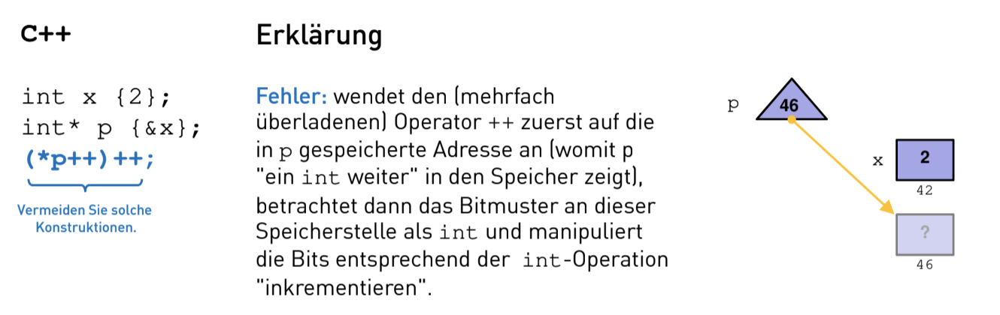 C++
int x {2};
int* p {&x};
(*p++)++;
Vermeiden Sie solche
Konstruktionen.
Erklärung
Fehler: wendet den (mehrfach
überladenen) Operator ++ zuerst auf die
in p gespeicherte Adresse an (womit p
"ein int weiter" in den Speicher zeigt),
betrachtet dann das Bitmuster an dieser
Speicherstelle als int und manipuliert
die Bits entsprechend der int-Operation
"inkrementieren".
p
46
x
2
42
?
46